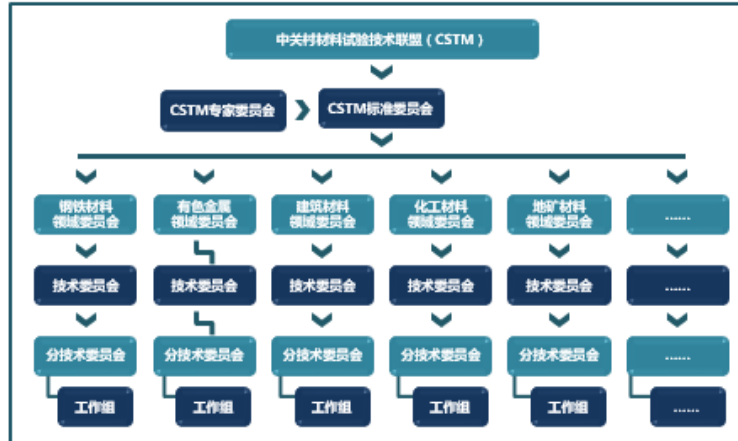 中关村材料试验技术联盟（CSTM）
CSTM专家委员会
CSTM标准委员会
钢铁材料
领域委员会
有色金属
领域委员会
建筑材料
领域委员会
化工材料
领域委员会
地矿材料
领域委员会
……
技术委员会
技术委员会
技术委员会
技术委员会
技术委员会
……
分技术委员会
分技术委员会
分技术委员会
分技术委员会
分技术委员会
……
工作组
工作组
工作组
工作组
工作组
……